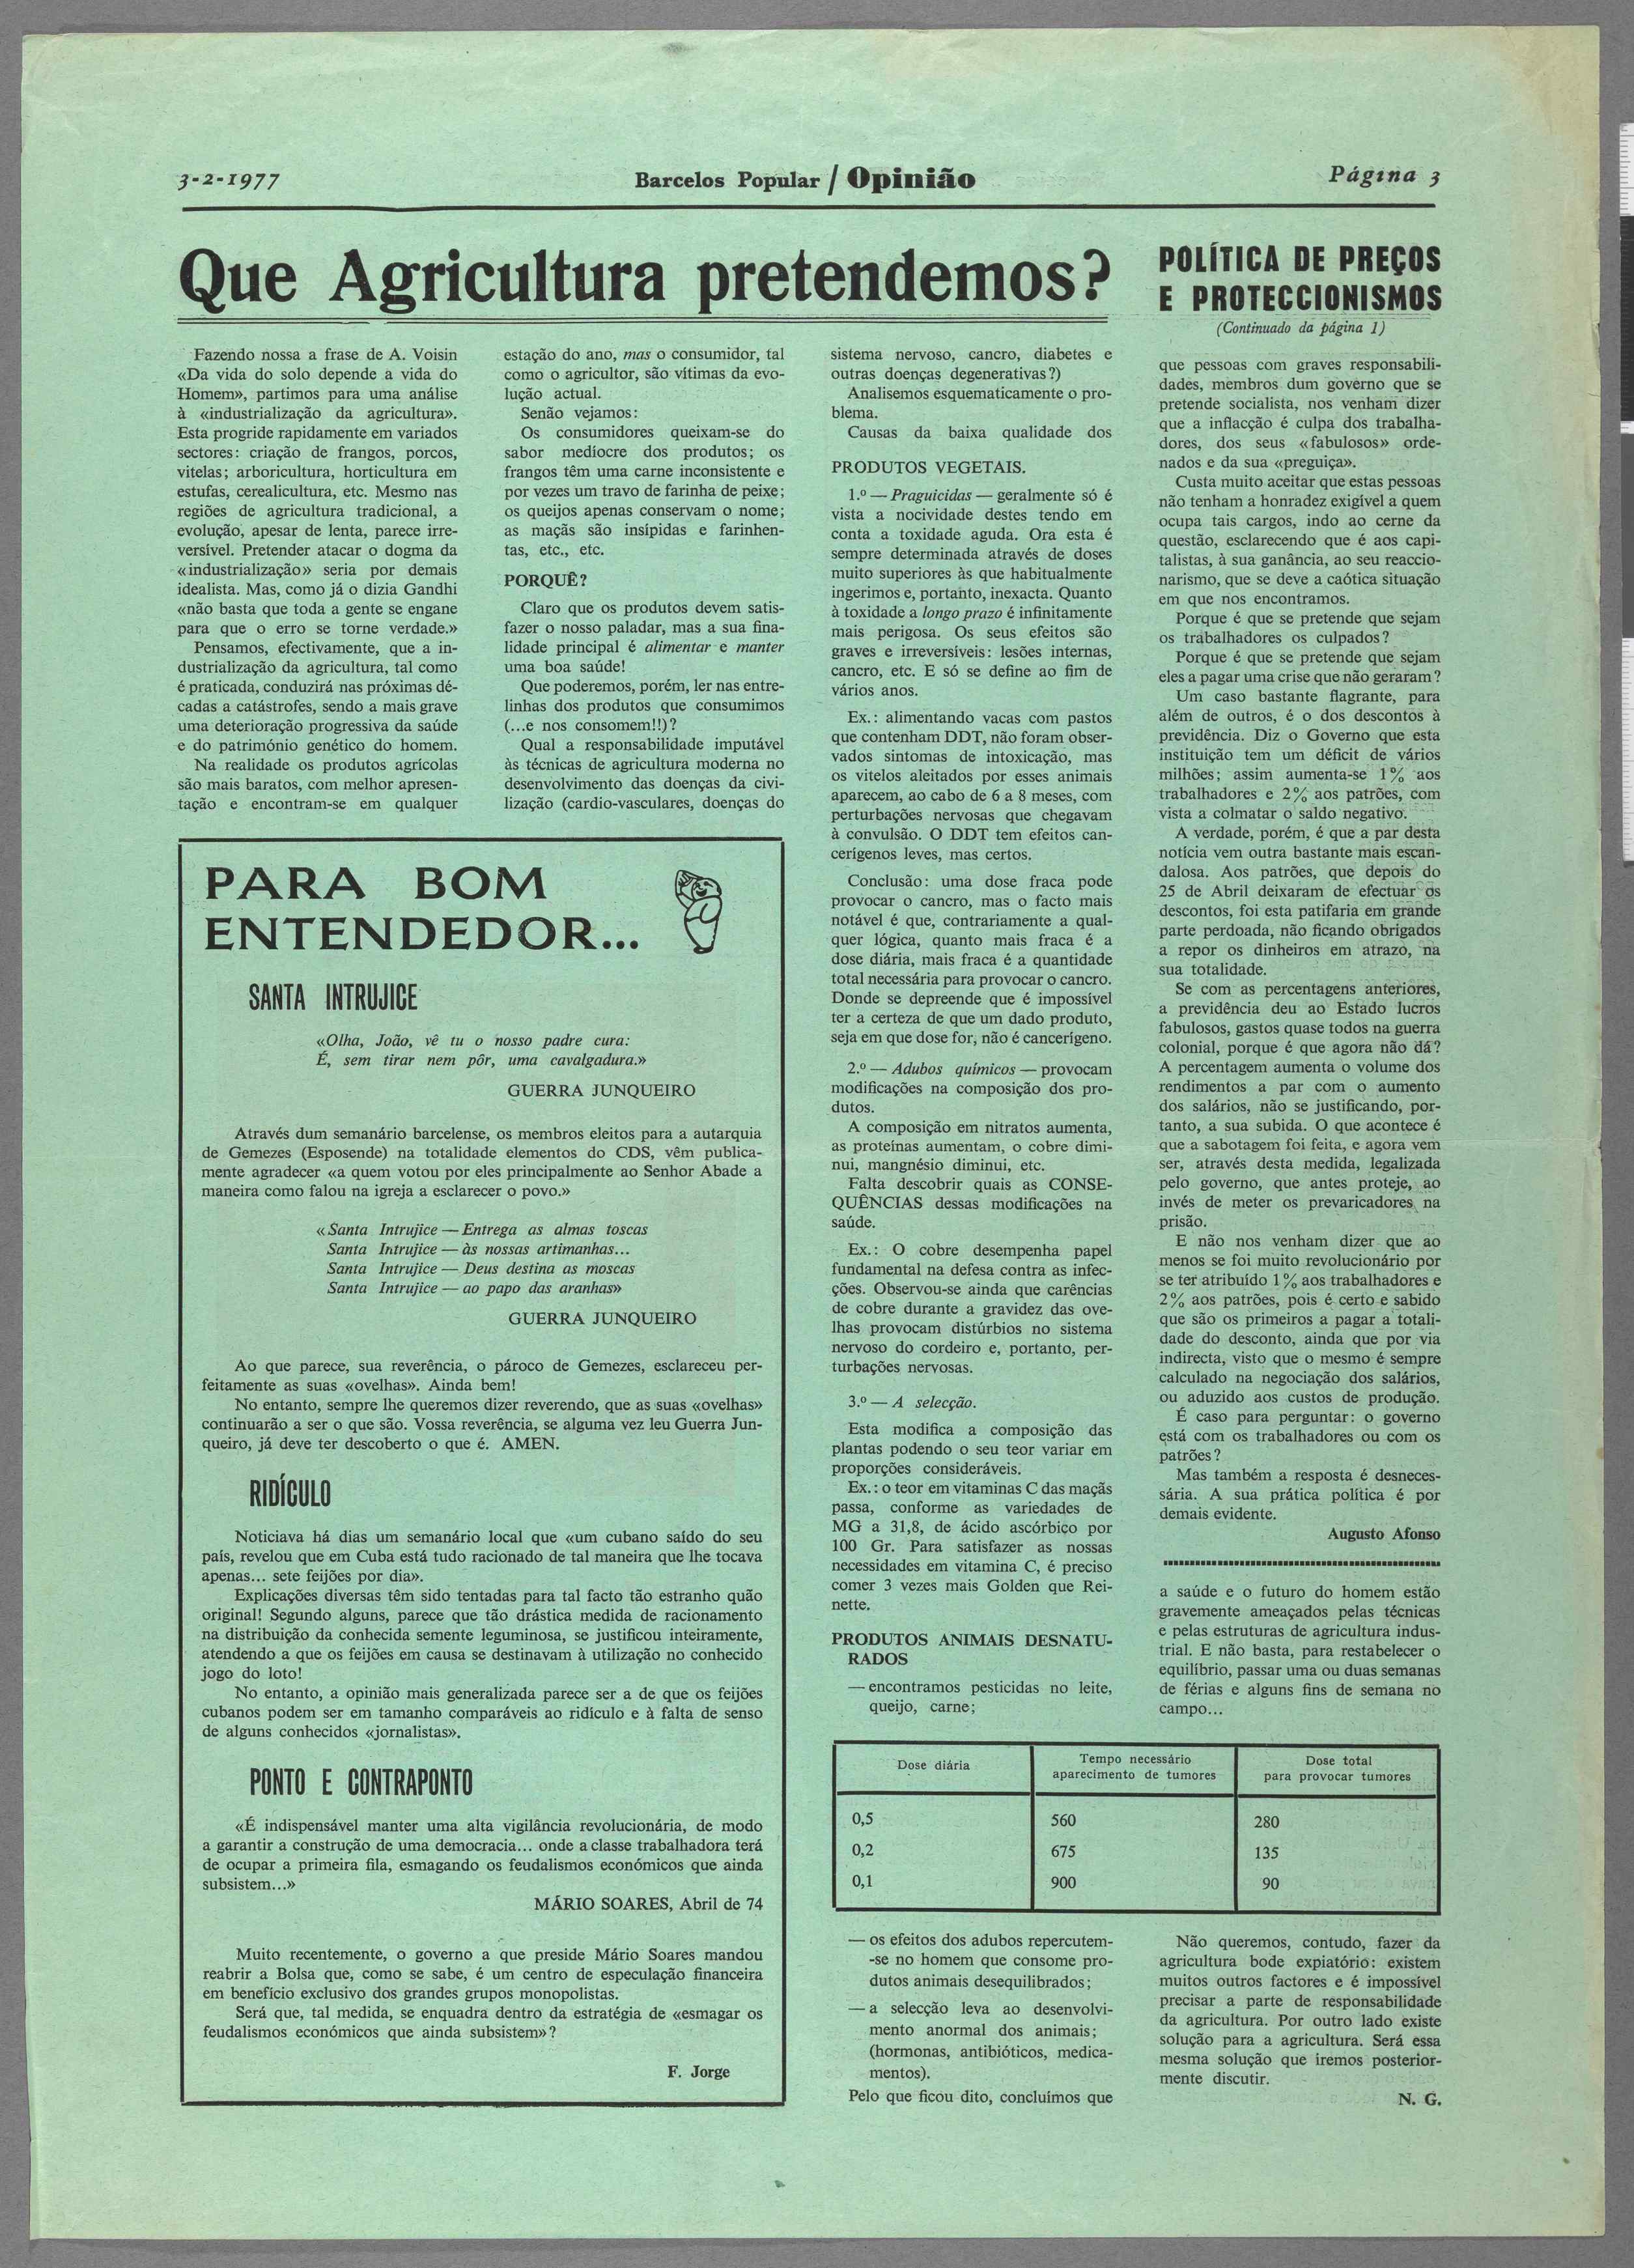 3-2-1977
Barcelos Popular / Opinião
Página 3
Que Agricultura pretendemos?
Fazendo nossa a frase de A. Voisin
«Da vida do solo depende a vida do
Homem», partimos para uma análise
à «industrialização da agricultura».
Esta progride rapidamente em variados
sectores: criação de frangos, porcos,
vitelas; arboricultura, horticultura em
estufas, cerealicultura, etc. Mesmo nas
regiões de agricultura tradicional, a
evolução, apesar de lenta, parece irre-
versível. Pretender atacar o dogma da
«industrialização» seria por demais
idealista. Mas, como já o dizia Gandhi
«não basta que toda a gente se engane
para que o erro se torne verdade.»
Pensamos, efectivamente, que a in-
dustrialização da agricultura, tal como
é praticada, conduzirá nas próximas dé-
cadas a catástrofes, sendo a mais grave
uma deterioração progressiva da saúde
e do património genético do homem.
Na realidade os produtos agrícolas
são mais baratos, com melhor apresen-
tação e encontram-se em qualquer
estação do ano, mas o consumidor, tal
como o agricultor, são vítimas da evo-
lução actual.
Senão vejamos:
Os consumidores queixam-se do
sabor medíocre dos produtos; os
frangos têm uma carne inconsistente e
por vezes um travo de farinha de peixe;
os queijos apenas conservam o nome;
as maçãs são insípidas e farinhen-
tas, etc., etc.
PORQUÊ?
Claro que os produtos devem satis-
fazer o nosso paladar, mas a sua fina-
lidade principal é alimentar e manter
uma boa saúde!
Que poderemos, porém, ler nas entre-
linhas dos produtos que consumimos
(...e nos consomem!!)?
Qual a responsabilidade imputável
às técnicas de agricultura moderna no
desenvolvimento das doenças da civi-
lização (cardio-vasculares, doenças do
sistema nervoso, cancro, diabetes e
outras doenças degenerativas?)
Analisemos esquematicamente o pro-
blema.
Causas da baixa qualidade dos
PRODUTOS VEGETAIS.
1.º — Praguicidas — geralmente só é
vista a nocividade destes tendo em
conta a toxidade aguda. Ora esta é
sempre determinada através de doses
muito superiores às que habitualmente
ingerimos e, portanto, inexacta. Quanto
à toxidade a longo prazo é infinitamente
mais perigosa. Os seus efeitos são
graves e irreversíveis: lesões internas,
cancro, etc. E só se define ao fim de
vários anos.
Ex.: alimentando vacas com pastos
que contenham DDT, não foram obser-
vados sintomas de intoxicação, mas
os vitelos aleitados por esses animais
aparecem, ao cabo de 6 a 8 meses, com
perturbações nervosas que chegavam
à convulsão. O DDT tem efeitos can-
cerígenos leves, mas certos.
Conclusão: uma dose fraca pode
provocar o cancro, mas o facto mais
notável é que, contrariamente a qual-
quer lógica, quanto mais fraca é a
dose diária, mais fraca é a quantidade
total necessária para provocar o cancro.
Donde se depreende que é impossível
ter a certeza de que um dado produto,
seja em que dose for, não é cancerígeno.
2.º — Adubos químicos — provocam
modificações na composição dos pro-
dutos.
A composição em nitratos aumenta,
as proteínas aumentam, o cobre dimi-
nui, mangnésio diminui, etc.
Falta descobrir quais as CONSE-
QUÊNCIAS dessas modificações na
saúde.
Ex.: O cobre desempenha papel
fundamental na defesa contra as infec-
ções. Observou-se ainda que carências
de cobre durante a gravidez das ove-
lhas provocam distúrbios no sistema
nervoso do cordeiro e, portanto, per-
turbações nervosas.
3.º — A selecção.
Esta modifica a composição das
plantas podendo o seu teor variar em
proporções consideráveis.
Ex.: o teor em vitaminas C das maçãs
passa, conforme as variedades de
MG a 31,8, de ácido ascórbico por
100 Gr. Para satisfazer as nossas
necessidades em vitamina C, é preciso
comer 3 vezes mais Golden que Rei-
nette.
PRODUTOS ANIMAIS DESNATU-
RADOS
— encontramos pesticidas no leite,
queijo, carne;
Dose diária
Tempo necessário
aparecimento de tumores
Dose total
para provocar tumores
0,5 560 280
0,2 675 135
0,1 900 90
— os efeitos dos adubos repercutem-
-se no homem que consome pro-
dutos animais desequilibrados;
— a selecção leva ao desenvolvi-
mento anormal dos animais;
(hormonas, antibióticos, medica-
mentos).
Pelo que ficou dito, concluímos que
a saúde e o futuro do homem estão
gravemente ameaçados pelas técnicas
e pelas estruturas de agricultura indus-
trial. E não basta, para restabelecer o
equilíbrio, passar uma ou duas semanas
de férias e alguns fins de semana no
campo...
Não queremos, contudo, fazer da
agricultura bode expiatório: existem
muitos outros factores e é impossível
precisar a parte de responsabilidade
da agricultura. Por outro lado existe
solução para a agricultura. Será essa
mesma solução que iremos posterior-
mente discutir.
N. G.
POLÍTICA DE PREÇOS
E PROTECCIONISMOS
(Continuado da página 1)
que pessoas com graves responsabili-
dades, membros dum governo que se
pretende socialista, nos venham dizer
que a inflacção é culpa dos trabalha-
dores, dos seus «fabulosos» orde-
nados e da sua «preguiça».
Custa muito aceitar que estas pessoas
não tenham a honradez exigível a quem
ocupa tais cargos, indo ao cerne da
questão, esclarecendo que é aos capi-
talistas, à sua ganância, ao seu reaccio-
narismo, que se deve a caótica situação
em que nos encontramos.
Porque é que se pretende que sejam
os trabalhadores os culpados?
Porque é que se pretende que sejam
eles a pagar uma crise que não geraram?
Um caso bastante flagrante, para
além de outros, é o dos descontos à
previdência. Diz o Governo que esta
instituição tem um déficit de vários
milhões; assim aumenta-se 1% aos
trabalhadores e 2% aos patrões, com
vista a colmatar o saldo negativo.
A verdade, porém, é que a par desta
notícia vem outra bastante mais escan-
dalosa. Aos patrões, que depois do
25 de Abril deixaram de efectuar os
descontos, foi esta patifaria em grande
parte perdoada, não ficando obrigados
a repor os dinheiros em atrazo, na
sua totalidade.
Se com as percentagens anteriores,
a previdência deu ao Estado lucros
fabulosos, gastos quase todos na guerra
colonial, porque é que agora não dá?
A percentagem aumenta o volume dos
rendimentos a par com o aumento
dos salários, não se justificando, por-
tanto, a sua subida. O que acontece é
que a sabotagem foi feita, e agora vem
ser, através desta medida, legalizada
pelo governo, que antes proteje, ao
invés de meter os prevaricadores na
prisão.
E não nos venham dizer que ao
menos se foi muito revolucionário por
se ter atribuído 1% aos trabalhadores e
2% aos patrões, pois é certo e sabido
que são os primeiros a pagar a totali-
dade do desconto, ainda que por via
indirecta, visto que o mesmo é sempre
calculado na negociação dos salários,
ou aduzido aos custos de produção.
É caso para perguntar: o governo
está com os trabalhadores ou com os
patrões?
Mas também a resposta é desneces-
sária. A sua prática política é por
demais evidente.
Augusto Afonso
PARA BOM
ENTENDEDOR...
SANTA INTRUJICE
«Olha, João, vê tu o nosso padre cura:
É, sem tirar nem pôr, uma cavalgadura.»
GUERRA JUNQUEIRO
Através dum semanário barcelense, os membros eleitos para a autarquia
de Gemezes (Esposende) na totalidade elementos do CDS, vêm publica-
mente agradecer «a quem votou por eles principalmente ao Senhor Abade a
maneira como falou na igreja a esclarecer o povo.»
«Santa Intrujice — Entrega as almas toscas
Santa Intrujice — às nossas artimanhas...
Santa Intrujice — Deus destina as moscas
Santa Intrujice — ao papo das aranhas»
GUERRA JUNQUEIRO
Ao que parece, sua reverência, o pároco de Gemezes, esclareceu per-
feitamente as suas «ovelhas». Ainda bem!
No entanto, sempre lhe queremos dizer reverendo, que as suas «ovelhas»
continuarão a ser o que são. Vossa reverência, se alguma vez leu Guerra Jun-
queiro, já deve ter descoberto o que é. AMEN.
RIDÍCULO
Noticiava há dias um semanário local que «um cubano saído do seu
país, revelou que em Cuba está tudo racionado de tal maneira que lhe tocava
apenas... sete feijões por dia».
Explicações diversas têm sido tentadas para tal facto tão estranho quão
original! Segundo alguns, parece que tão drástica medida de racionamento
na distribuição da conhecida semente leguminosa, se justificou inteiramente,
atendendo a que os feijões em causa se destinavam à utilização no conhecido
jogo do loto!
No entanto, a opinião mais generalizada parece ser a de que os feijões
cubanos podem ser em tamanho comparáveis ao ridículo e à falta de senso
de alguns conhecidos «jornalistas».
PONTO E CONTRAPONTO
«É indispensável manter uma alta vigilância revolucionária, de modo
a garantir a construção de uma democracia... onde a classe trabalhadora terá
de ocupar a primeira fila, esmagando os feudalismos económicos que ainda
subsistem...»
MÁRIO SOARES, Abril de 74
Muito recentemente, o governo a que preside Mário Soares mandou
reabrir a Bolsa que, como se sabe, é um centro de especulação financeira
em benefício exclusivo dos grandes grupos monopolistas.
Será que, tal medida, se enquadra dentro da estratégia de «esmagar os
feudalismos económicos que ainda subsistem»?
F. Jorge